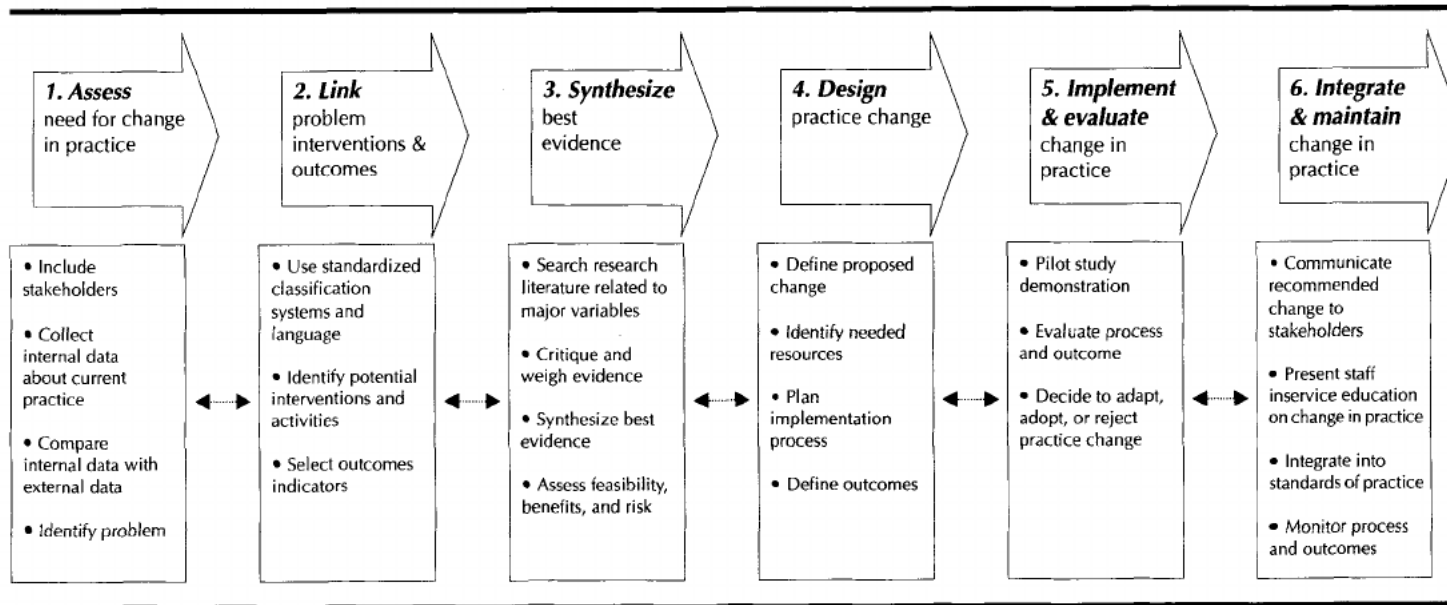 1. Assess
need for change
in practice
2. Link
problem
interventions &
outcomes
3. Synthesize
best
evidence
4. Design
practice change
5. Implement
& evaluate
change in
practice
6. Integrate
& maintain
change in
practice
• Include
stakeholders
• Collect
internal data
about current
practice
• Compare
internal data with
external data
• Identify problem
• Use standardized
classification
systems and
language
• Identify potential
interventions and
activities
• Select outcomes
indicators
• Search research
literature related to
major variables
• Critique and
weigh evidence
• Synthesize best
evidence
• Assess feasibility,
benefits, and risk
• Define proposed
change
• Identify needed
resources
• Plan
implementation
process
• Define outcomes
• Pilot study
demonstration
• Evaluate process
and outcome
• Decide to adapt,
adopt, or reject
practice change
• Communicate
recommended
change to
stakeholders
• Present staff
inservice education
on change in practice
• Integrate into
standards of practice
• Monitor process
and outcomes